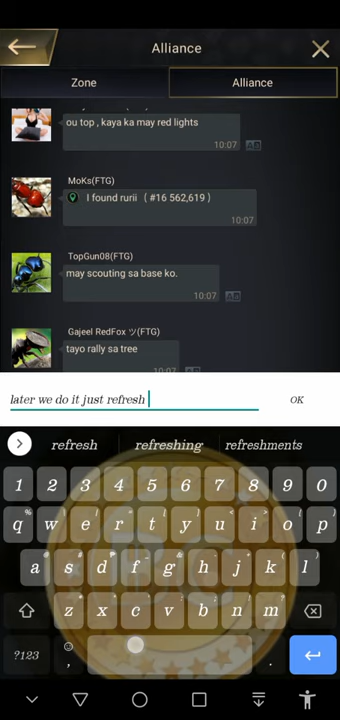 Alliance
Zone
Alliance
ou top , kaya ka may red lights
10:07
MoKs(FTG)
I found rurii ( #16 562,619 )
10:07
TopGun08(FTG)
may scouting sa base ko.
10:07
Gajeel RedFox ツ(FTG)
tayo rally sa tree
10:07
later we do it just refresh
OK
refresh refreshing refreshments
1 2 3 4 5 6 7 8 9 0
q w e r t y u i o p
a s d f g h j k l
z x c v b n m
?123 , .